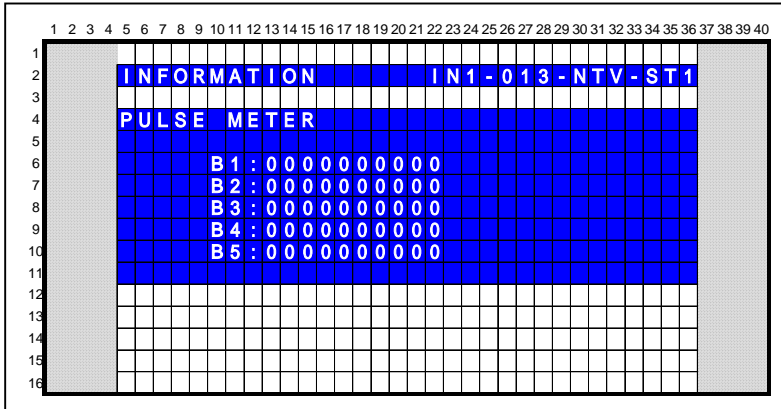 1 2 3 4 5 6 7 8 9 10 11 12 13 14 15 16 17 18 19 20 21 22 23 24 25 26 27 28 29 30 31 32 33 34 35 36 37 38 39 40
1
2 INFORMATION IN1-013-NTV-ST1
3
4 PULSE METER
5
6 B1:0000000000
7 B2:0000000000
8 B3:0000000000
9 B4:0000000000
10 B5:0000000000
11
12
13
14
15
16